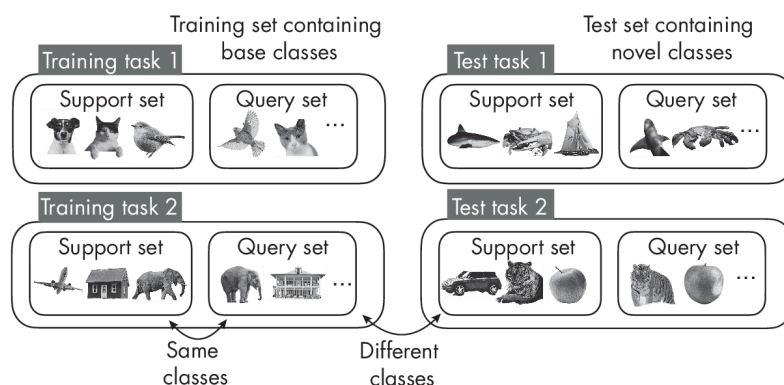 Training set containing
base classes
Test set containing
novel classes
Training task 1
Support set
Query set
...
Test task 1
Support set
Query set
...
Training task 2
Support set
Query set
...
Test task 2
Support set
Query set
...
Same
classes
Different
classes